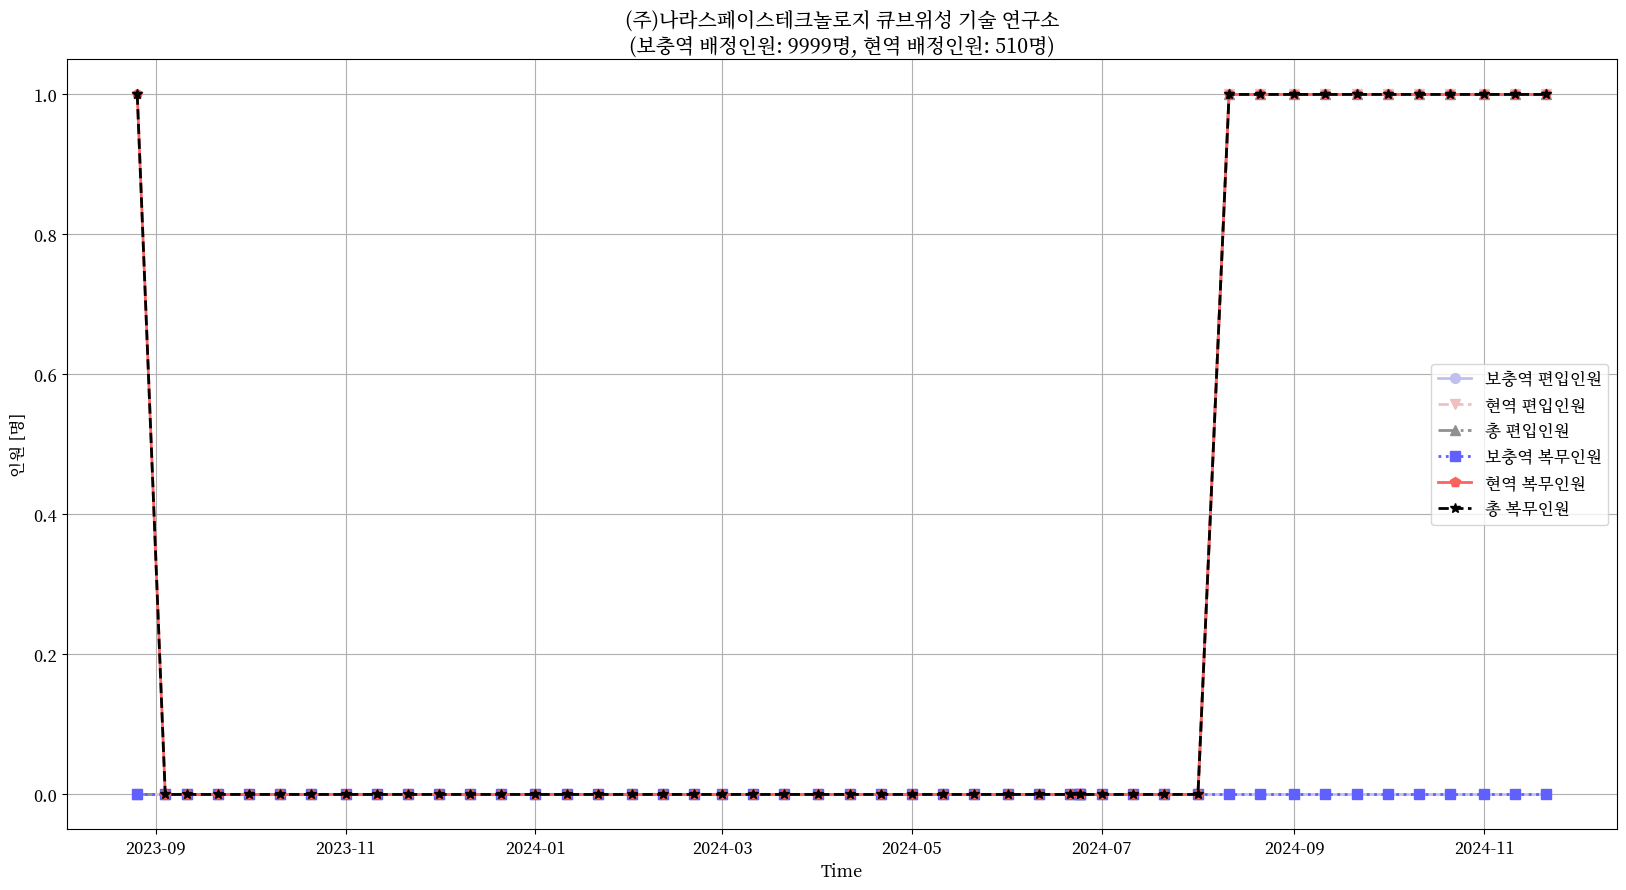 (주)나라스페이스테크놀로지 큐브위성 기술 연구소
(보충역 배정인원: 9999명, 현역 배정인원: 510명)
인원 [명]
1.0
0.8
0.6
0.4
0.2
0.0
보충역 편입인원
현역 편입인원
총 편입인원
보충역 복무인원
현역 복무인원
총 복무인원
2023-09 2023-11 2024-01 2024-03 2024-05 2024-07 2024-09 2024-11
Time